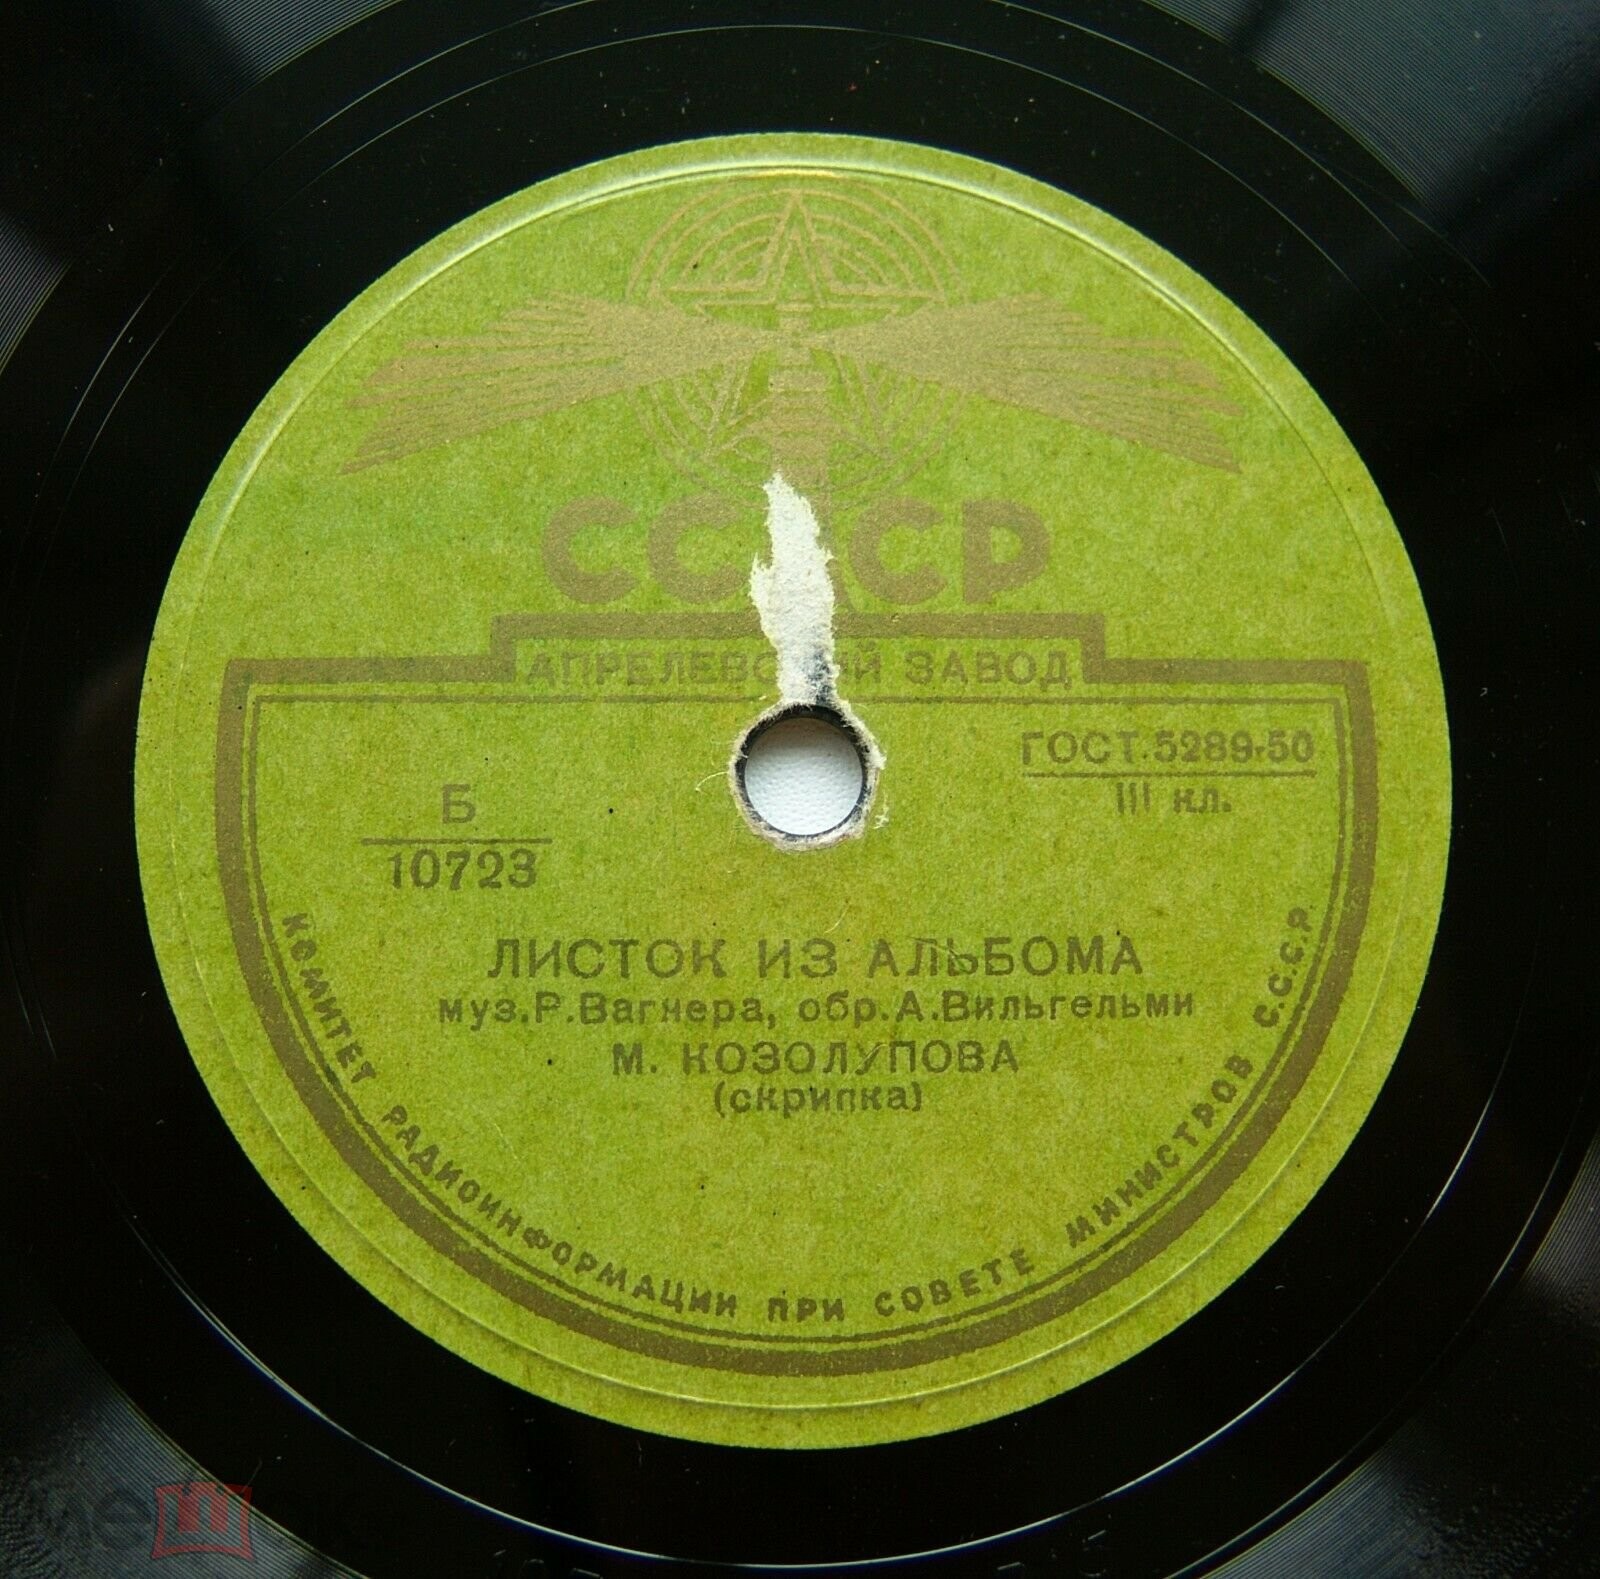 СССР
АПРЕЛЕВСКИЙ ЗАВОД
ГОСТ.5289-50
III кл.
Б
10723
ЛИСТОК ИЗ АЛЬБОМА
муз.Р.Вагнера, обр.А.Вильгельми
М. КОЗОЛУПОВА
(скрипка)
КОМИТЕТ РАДИОИНФОРМАЦИИ ПРИ СОВЕТЕ МИНИСТРОВ С.С.С.Р.
мешок